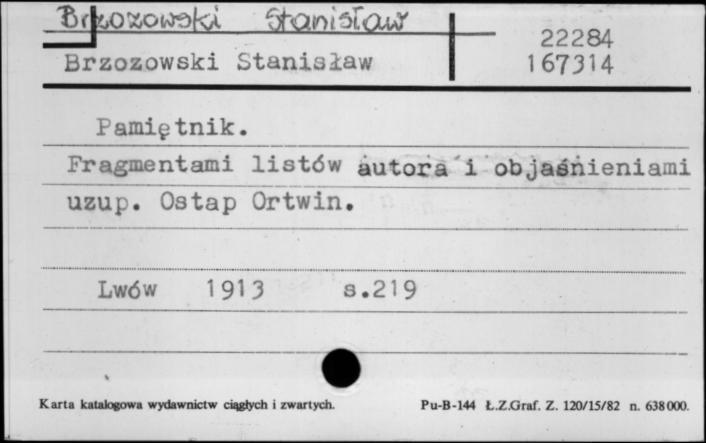 Brzozowski Stanisław
22284
Brzozowski Stanisław 167314
Pamiętnik.
Fragmentami listów autora i objaśnieniami
uzup. Ostap Ortwin.
Lwów 1913 s.219
Karta katalogowa wydawnictw ciągłych i zwartych. Pu-B-144 Ł.Z.Graf. Z. 120/15/82 n. 638000.